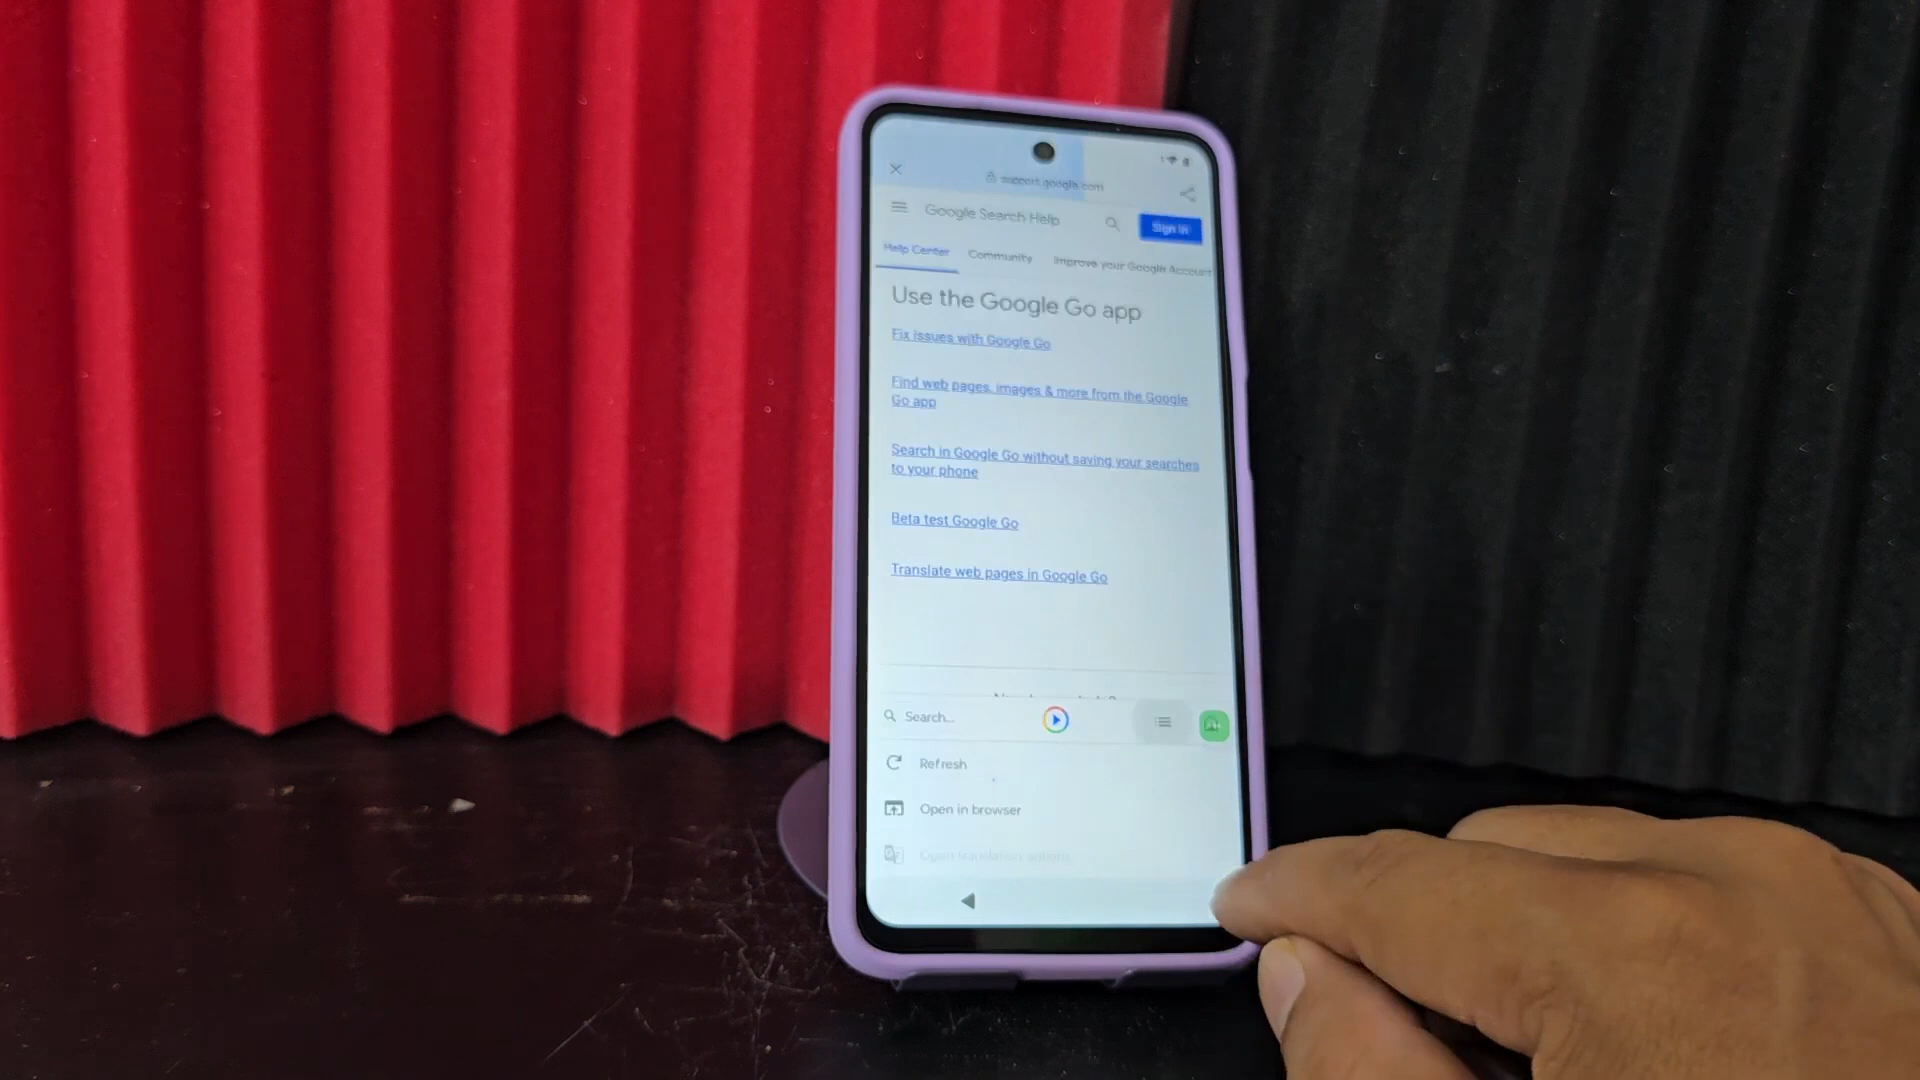 support.google.com
Google Search Help
Sign in
Help Center
Community
Improve your Google Account
Use the Google Go app
Fix issues with Google Go
Find web pages, images & more from the Google
Go app
Search in Google Go without saving your searches
to your phone
Beta test Google Go
Translate web pages in Google Go
Search...
Refresh
Open in browser
Open translation options